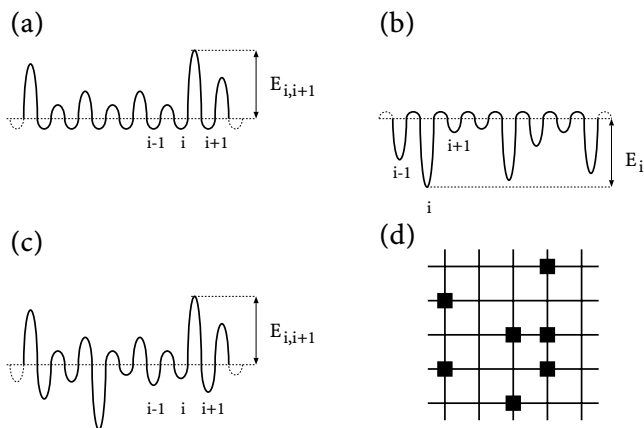 (a)
E_{i,i+1}
i-1 i i+1
(b)
i-1 i+1 E_i
i
(c)
E_{i,i+1}
i-1 i i+1
(d)